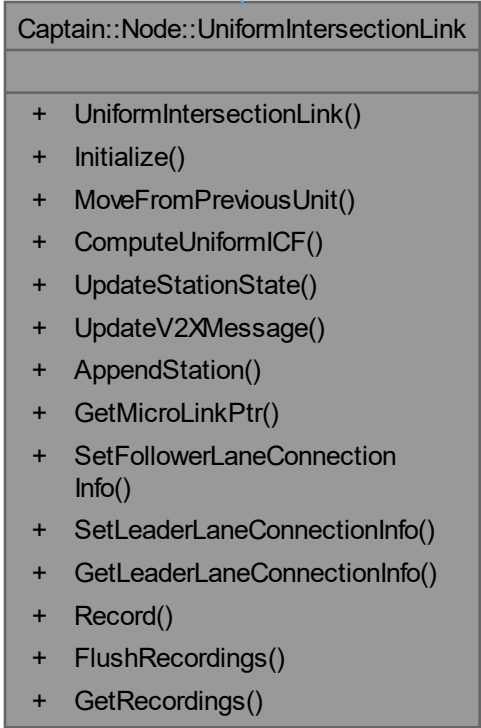 Captain::Node::UniformIntersectionLink
+ UniformIntersectionLink()
+ Initialize()
+ MoveFromPreviousUnit()
+ ComputeUniformICF()
+ UpdateStationState()
+ UpdateV2XMessage()
+ AppendStation()
+ GetMicroLinkPtr()
+ SetFollowerLaneConnection
Info()
+ SetLeaderLaneConnectionInfo()
+ GetLeaderLaneConnectionInfo()
+ Record()
+ FlushRecordings()
+ GetRecordings()